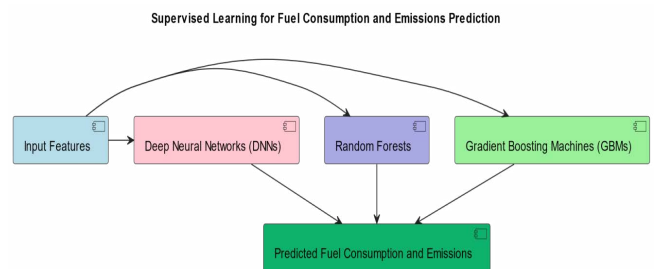 Supervised Learning for Fuel Consumption and Emissions Prediction
Input Features
Deep Neural Networks (DNNs)
Random Forests
Gradient Boosting Machines (GBMs)
Predicted Fuel Consumption and Emissions